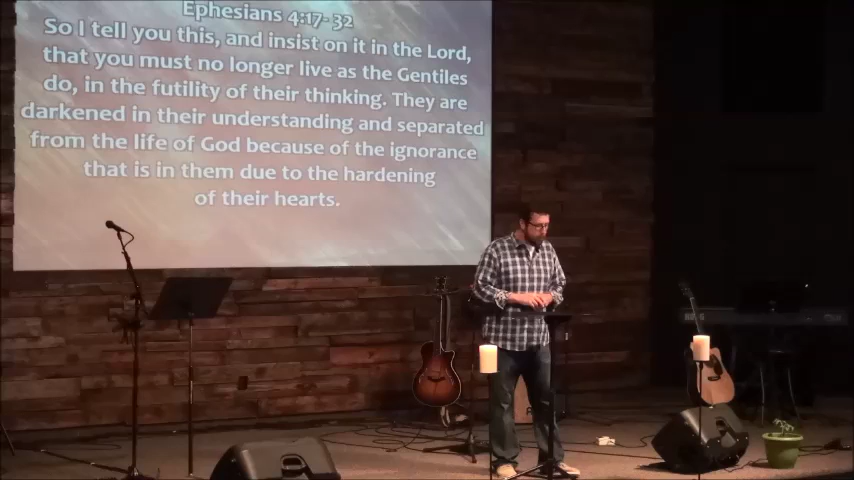 Ephesians 4:17-32
So I tell you this, and insist on it in the Lord,
that you must no longer live as the Gentiles
do, in the futility of their thinking. They are
darkened in their understanding and separated
from the life of God because of the ignorance
that is in them due to the hardening
of their hearts.